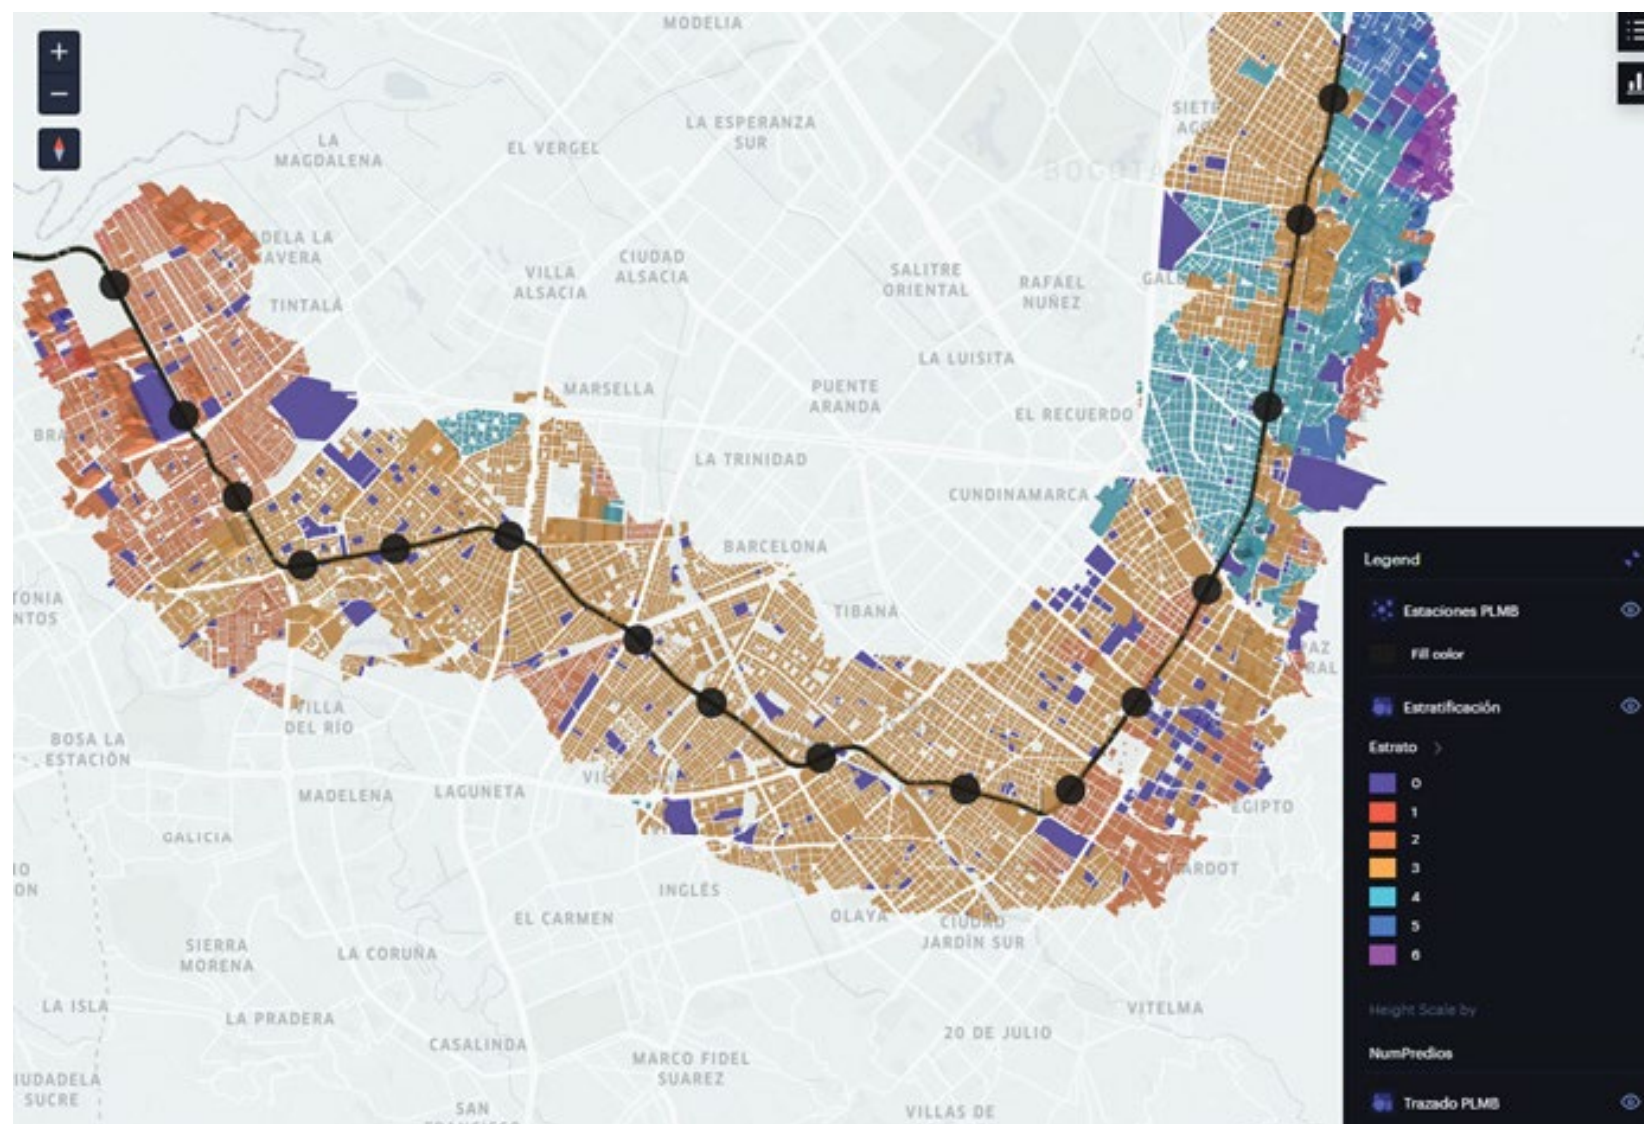 MODELIA
LA ESPERANZA
SUR
LA
MAGDALENA
EL VERGEL
BOGOTÁ
TINTALÁ
VILLA
ALSACIA
CIUDAD
ALSACIA
SALITRE
ORIENTAL
RAFAEL
NUÑEZ
LA LUISITA
MARSELLA
PUENTE
ARANDA
EL RECUERDO
LA TRINIDAD
CUNDINAMARCA
BARCELONA
TIBANÁ
VILLA
DEL RÍO
BOSA LA
ESTACIÓN
MADELENA
LAGUNETA
EGIPTO
GALICIA
INGLÉS
OLAYA
EL CARMEN
CIUDAD
JARDÍN SUR
SIERRA
MORENA
LA CORUÑA
LA ISLA
LA PRADERA
VITELMA
20 DE JULIO
CASALINDA
MARCO FIDEL
SUAREZ
SUCRE
SAN
VILLAS DE
Legend
Estaciones PLMB
Fill color
Estratificación
Estrato
0
1
2
3
4
5
6
Height Scale by
NumPredios
Trazado PLMB